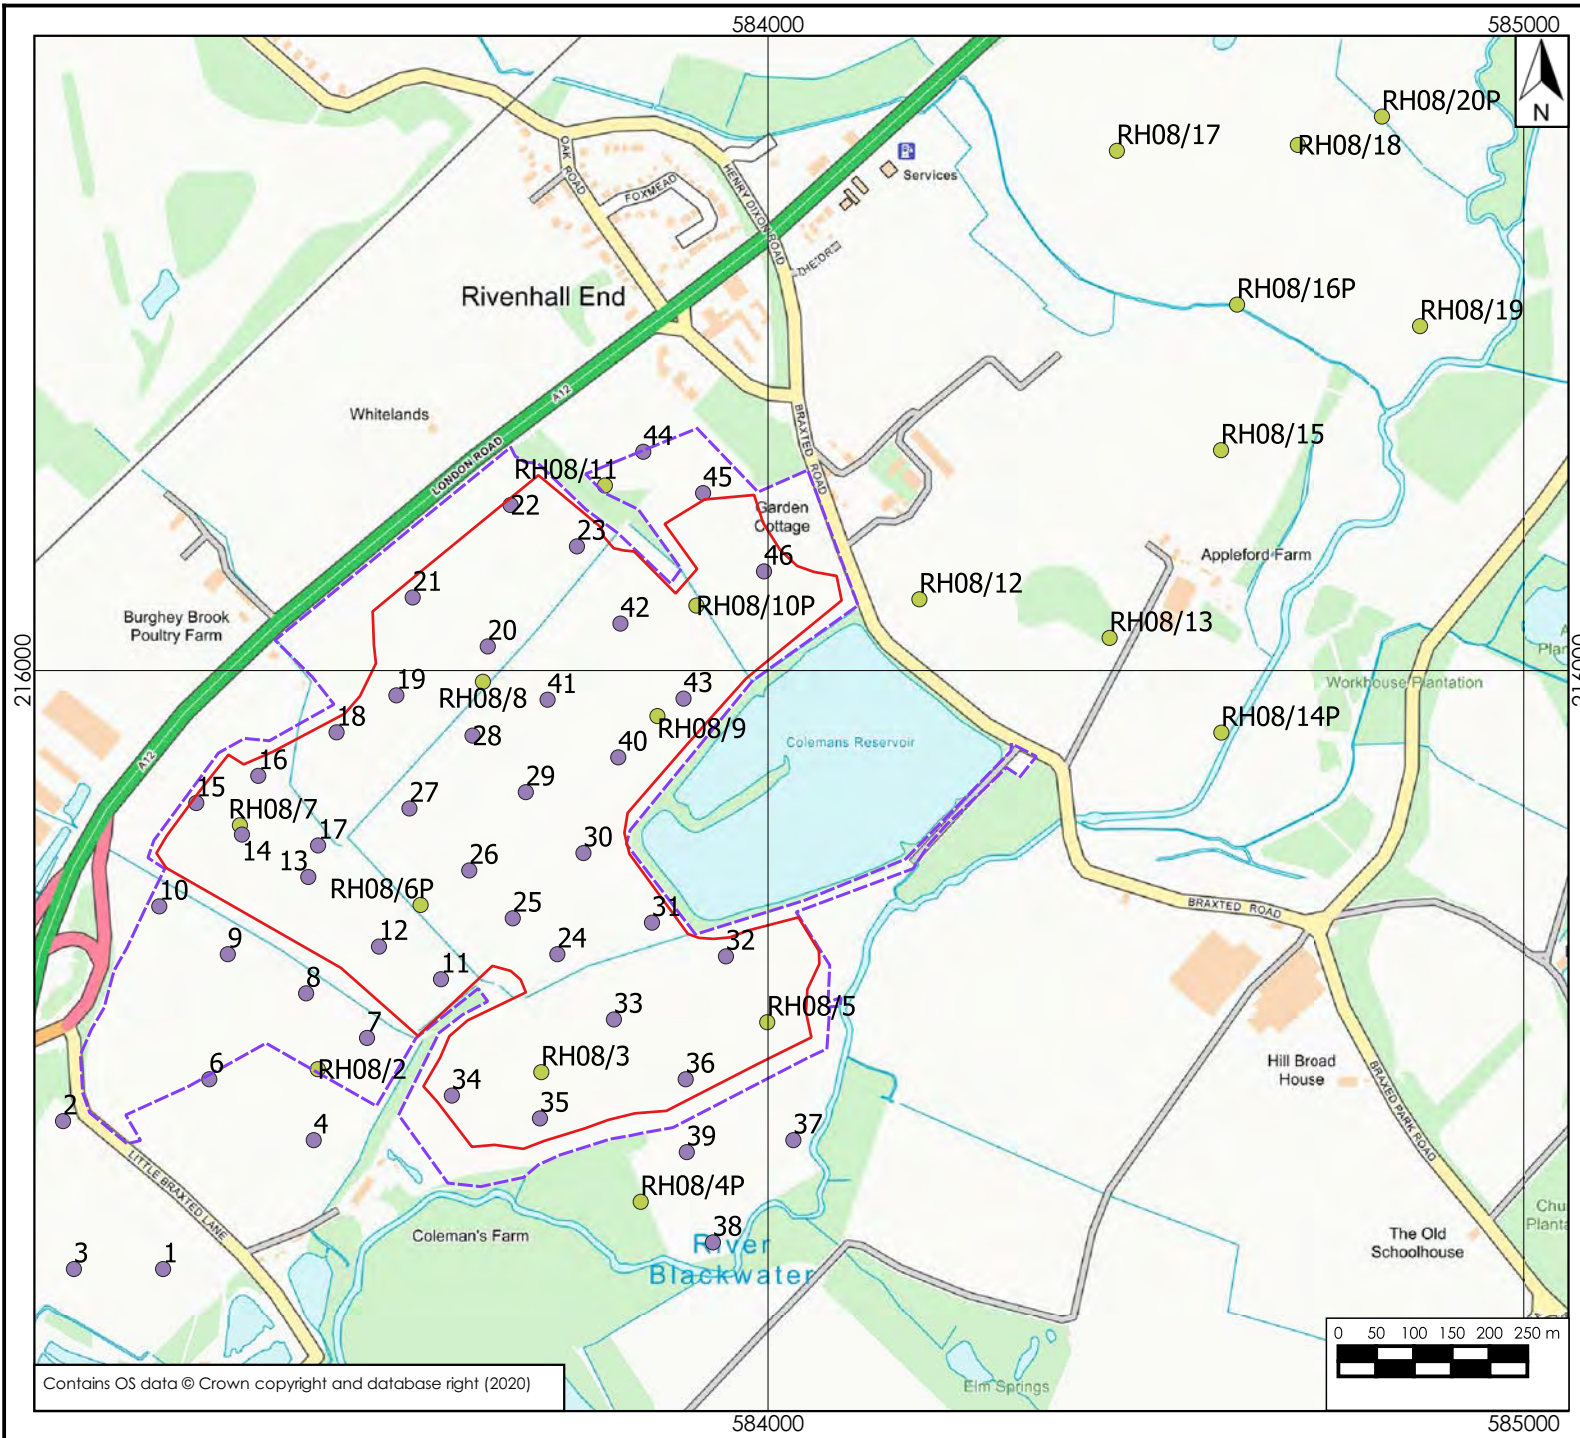 584000
585000
N
RH08/20P
RH08/17
RH08/18
OAK ROAD
HENRY DIXON ROAD
Services
FOXMEAD
Rivenhall End
RH08/16P
RH08/19
A12
Whitelands
BRAXTED ROAD
44
RH08/15
LONDON ROAD
RH08/11
45
22
Garden
Cottage
23
46
Appleford Farm
21
RH08/12
RH08/10P
42
Burghey Brook
Poultry Farm
RH08/13
20
216000
216000
19
RH08/8
41
43
Workhouse Plantation
18
28
RH08/9
RH08/14P
A12
40
Colemans Reservoir
16
15
29
27
RH08/7
17
14
30
13
26
RH08/6P
10
BRAXTED ROAD
25
31
9
12
24
32
11
8
33
RH08/5
7
RH08/3
RH08/2
Hill Broad
House
6
36
34
BRAXED PARK ROAD
2
35
4
37
39
LITTLE BRAXTED LANE
RH08/4P
Chu
Planta
Coleman's Farm
38
River
Blackwater
The Old
Schoolhouse
3
1
0 50 100 150 200 250 m
Contains OS data © Crown copyright and database right (2020)
Elm Springs
584000
585000